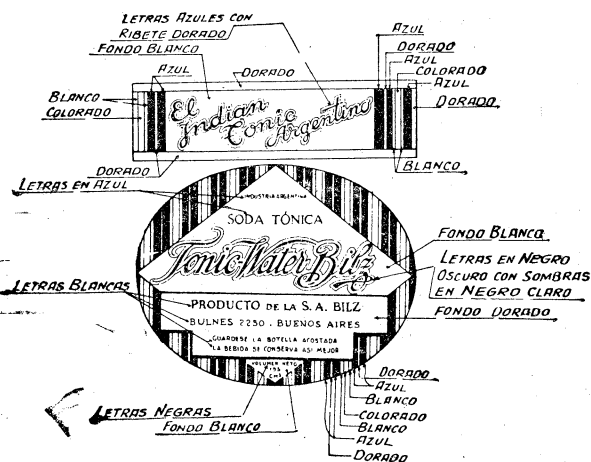 LETRAS AZULES CON
RIBETE DORADO
FONDO BLANCO
AZUL
DORADO
AZUL
DORADO
AZUL
COLORADO
AZUL
DORADO
BLANCO
COLORADO
El
Indian
Tonic
Argentino
DORADO
BLANCO
LETRAS EN AZUL
INDUSTRIA ARGENTINA
SODA TÓNICA
Tonic Water Bilz
FONDO BLANCO
LETRAS EN NEGRO
OSCURO CON SOMBRAS
EN NEGRO CLARO
FONDO DORADO
LETRAS BLANCAS
PRODUCTO DE LA S. A. BILZ
BULNES 2250. BUENOS AIRES
GUARDESE LA BOTELLA ACOSTADA
LA BEBIDA SE CONSERVA ASI MEJOR
VOLUMEN NETO
CM3
LETRAS NEGRAS
FONDO BLANCO
DORADO
AZUL
BLANCO
COLORADO
BLANCO
AZUL
DORADO